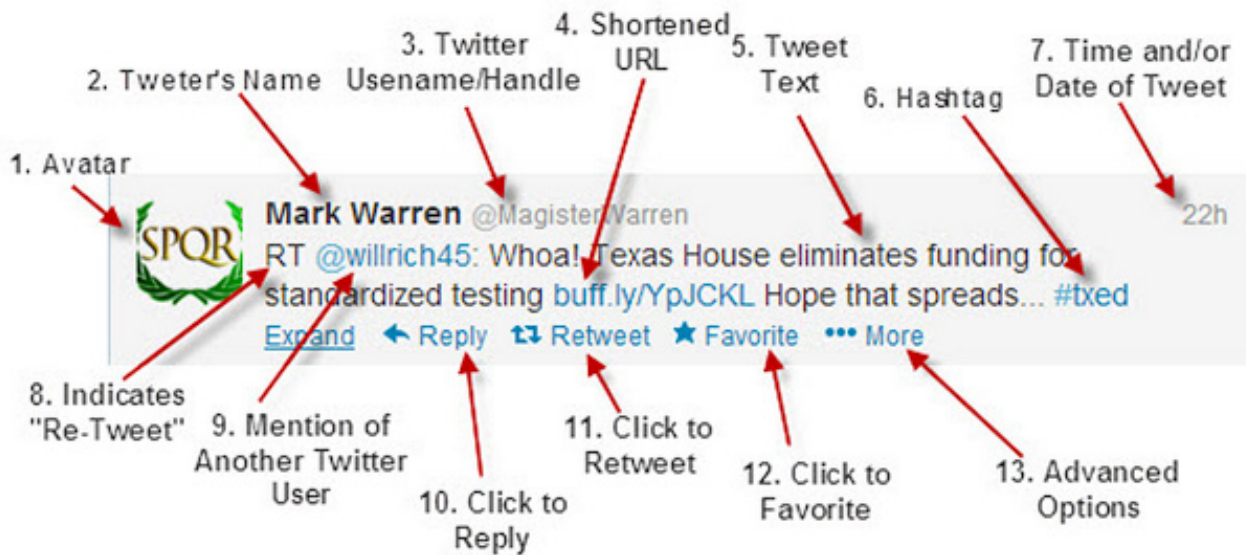 1. Avatar
2. Tweter's Name
3. Twitter
Usename/Handle
4. Shortened
URL
5. Tweet
Text
6. Hashtag
7. Time and/or
Date of Tweet
SPQR
Mark Warren @MagisterWarren
22h
RT @willrich45: Whoa! Texas House eliminates funding for
standardized testing buff.ly/YpJCKL Hope that spreads... #txed
Expand Reply Retweet Favorite More
8. Indicates
"Re-Tweet"
9. Mention of
Another Twitter
User
10. Click to
Reply
11. Click to
Retweet
12. Click to
Favorite
13. Advanced
Options